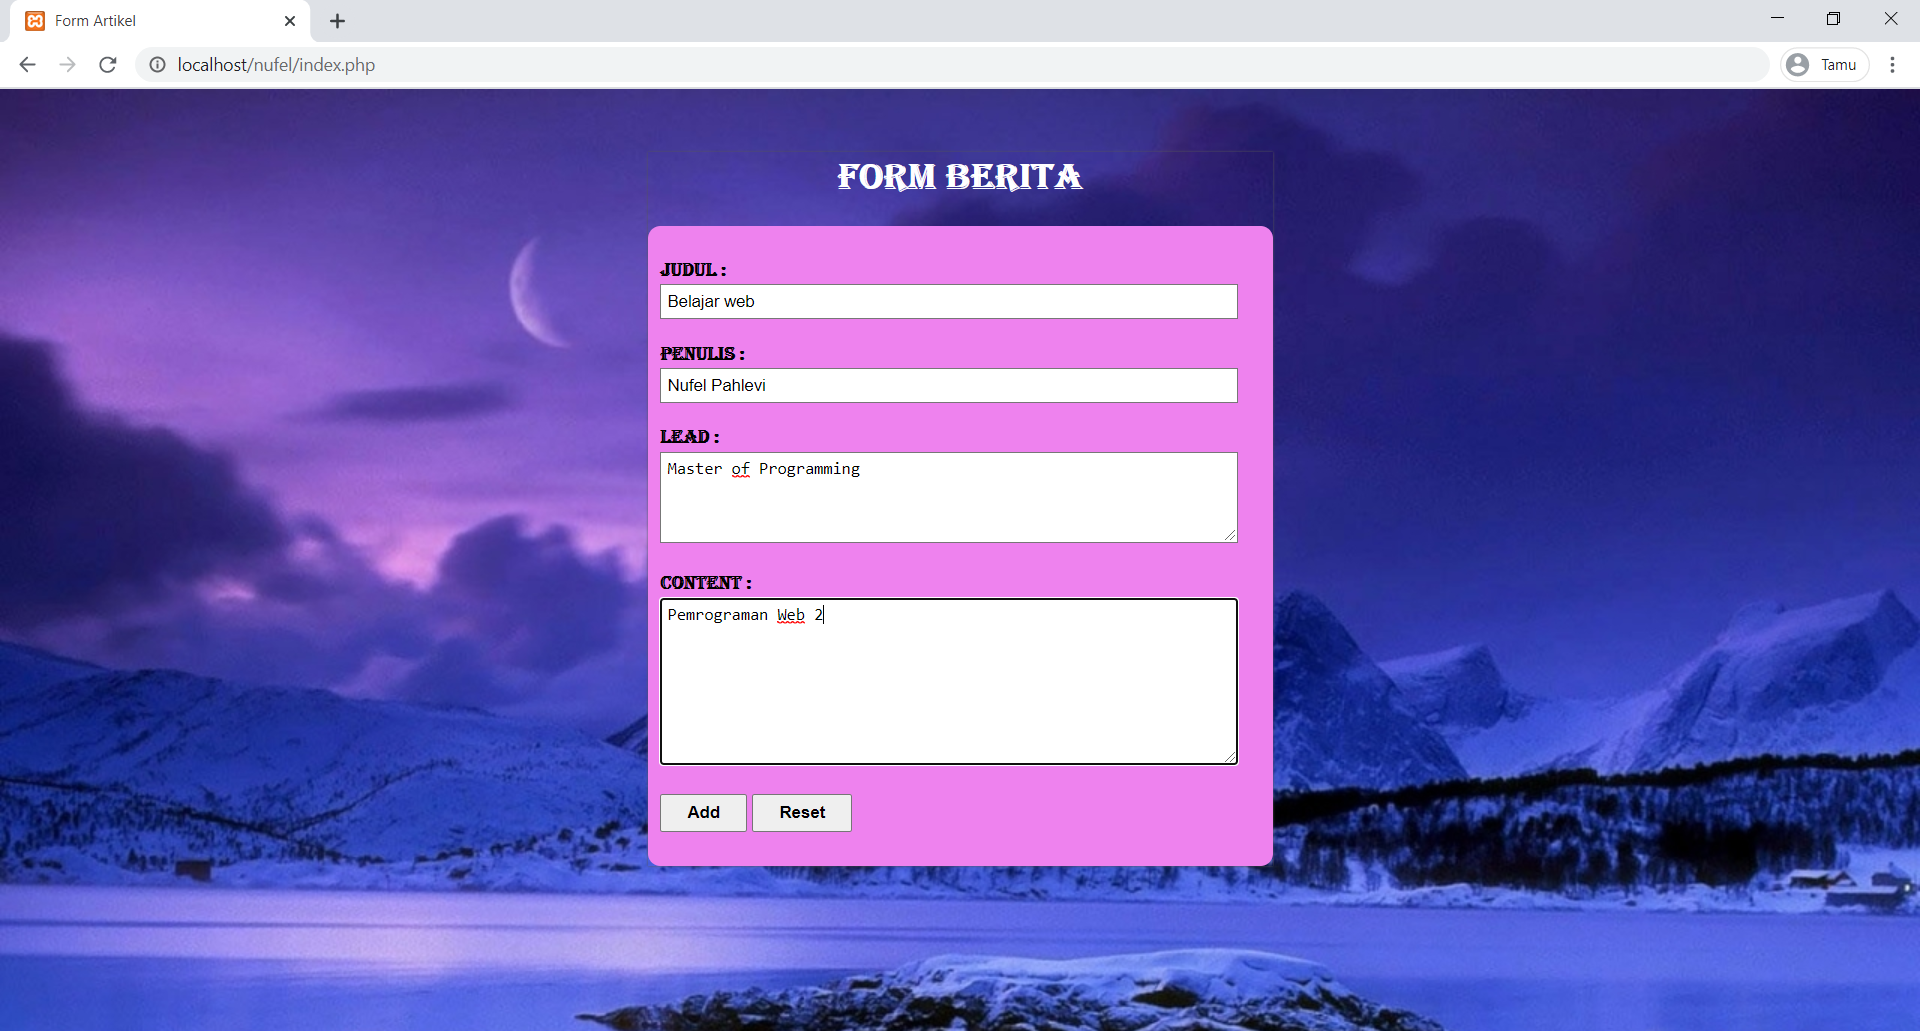 Form Artikel
localhost/nufel/index.php
Tamu
FORM BERITA
JUDUL :
Belajar web
PENULIS :
Nufel Pahlevi
LEAD :
Master of Programming
CONTENT :
Pemrograman Web 2
Add Reset